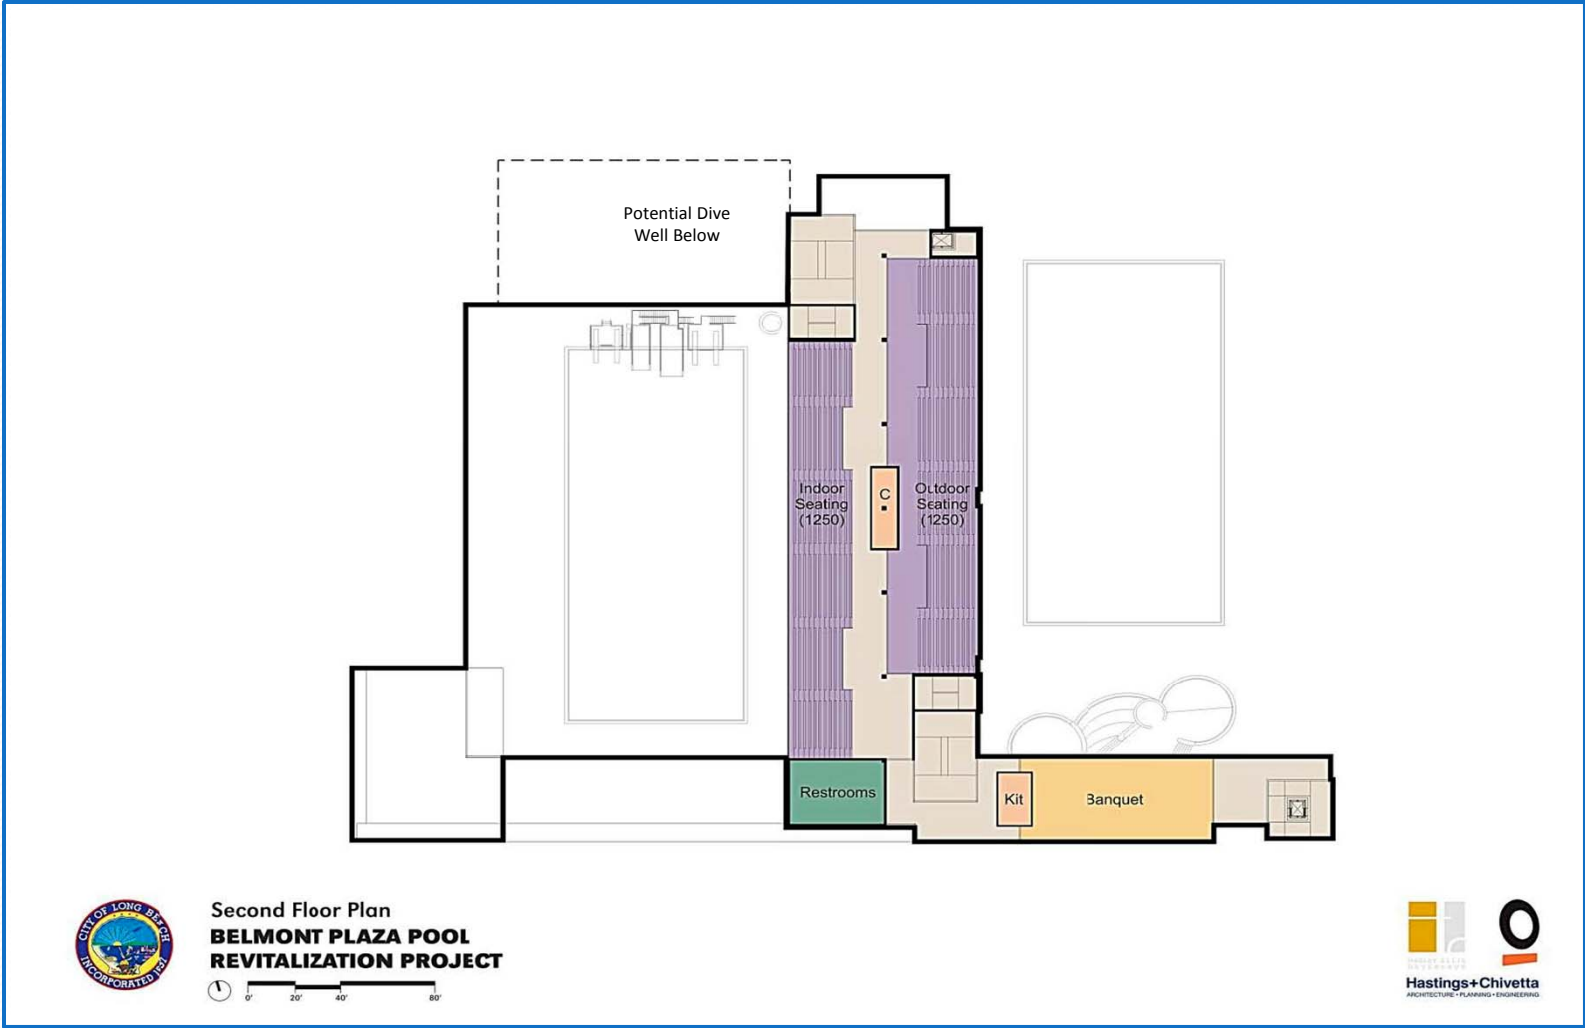 Potential Dive
Well Below
Indoor
Seating
(1250)
C
Outdoor
Seating
(1250)
Restrooms
Kit
Banquet
CITY OF LONG BEACH
INCORPORATED 1897
Second Floor Plan
BELMONT PLAZA POOL
REVITALIZATION PROJECT
0' 20' 40' 80'
Hastings+Chivetta
ARCHITECTURE • PLANNING • ENGINEERING